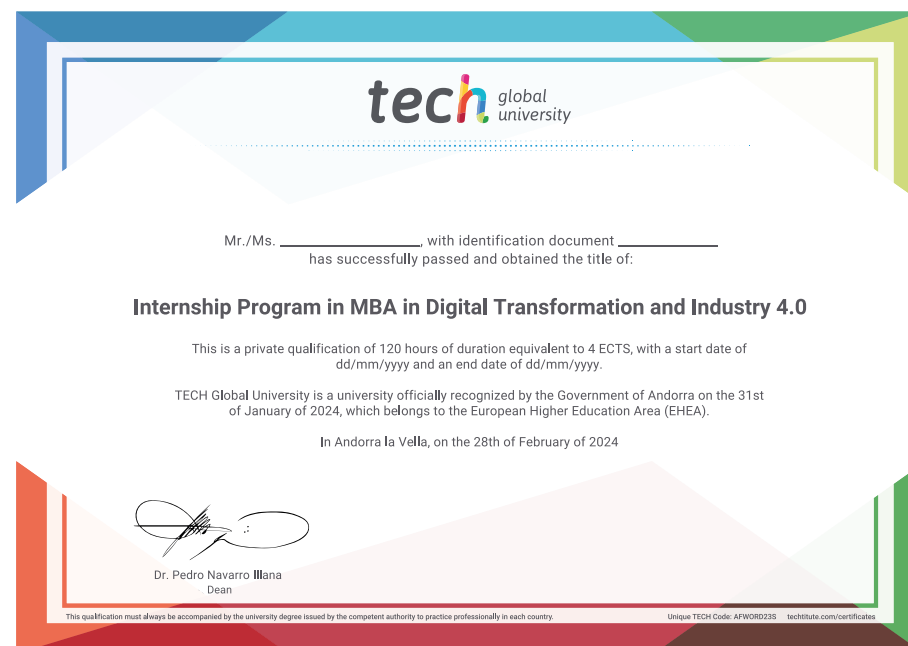 tech global university
Mr./Ms. ____________, with identification document ____________
has successfully passed and obtained the title of:
Internship Program in MBA in Digital Transformation and Industry 4.0
This is a private qualification of 120 hours of duration equivalent to 4 ECTS, with a start date of
dd/mm/yyyy and an end date of dd/mm/yyyy.
TECH Global University is a university officially recognized by the Government of Andorra on the 31st
of January of 2024, which belongs to the European Higher Education Area (EHEA).
In Andorra la Vella, on the 28th of February of 2024
Dr. Pedro Navarro Illana
Dean
This qualification must always be accompanied by the university degree issued by the competent authority to practice professionally in each country. Unique TECH Code: AFWORD23S techtitute.com/certificates